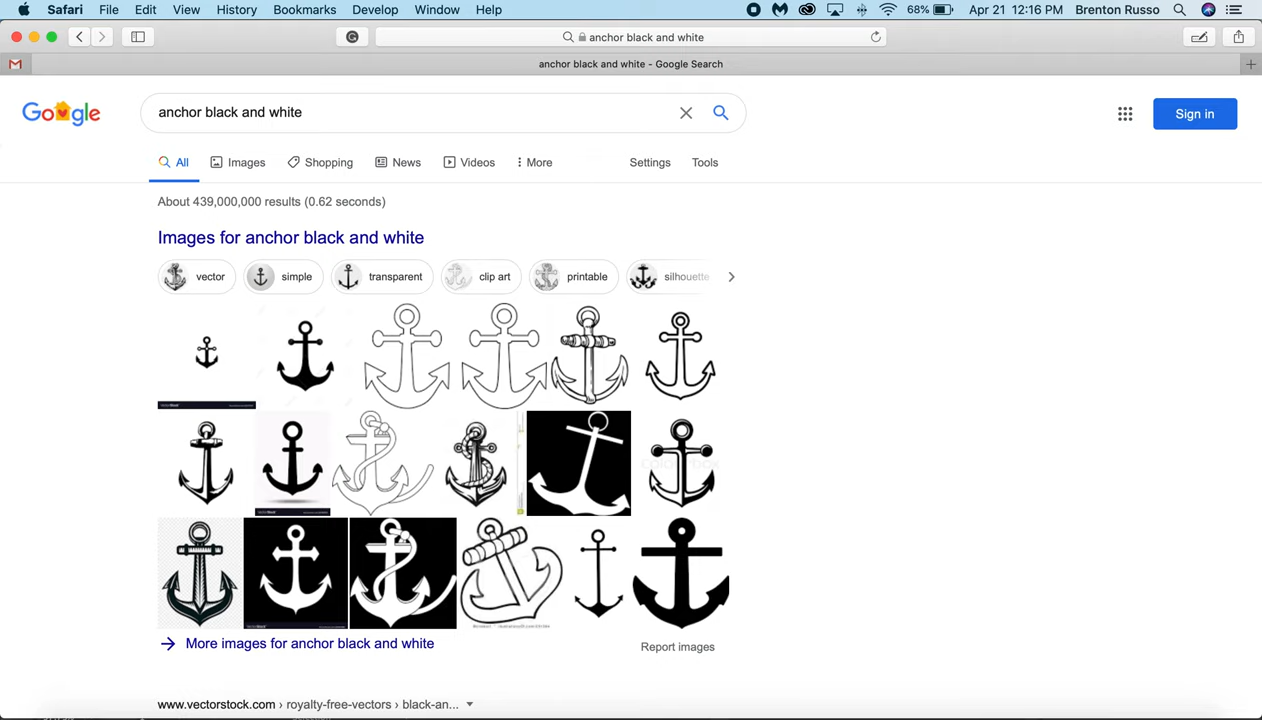 Safari File Edit View History Bookmarks Develop Window Help 68% Apr 21 12:16 PM Brenton Russo
anchor black and white
anchor black and white - Google Search
Google
anchor black and white
Sign in
All Images Shopping News Videos More Settings Tools
About 439,000,000 results (0.62 seconds)
Images for anchor black and white
vector simple transparent clip art printable silhouette
More images for anchor black and white
Report images
www.vectorstock.com › royalty-free-vectors › black-an...